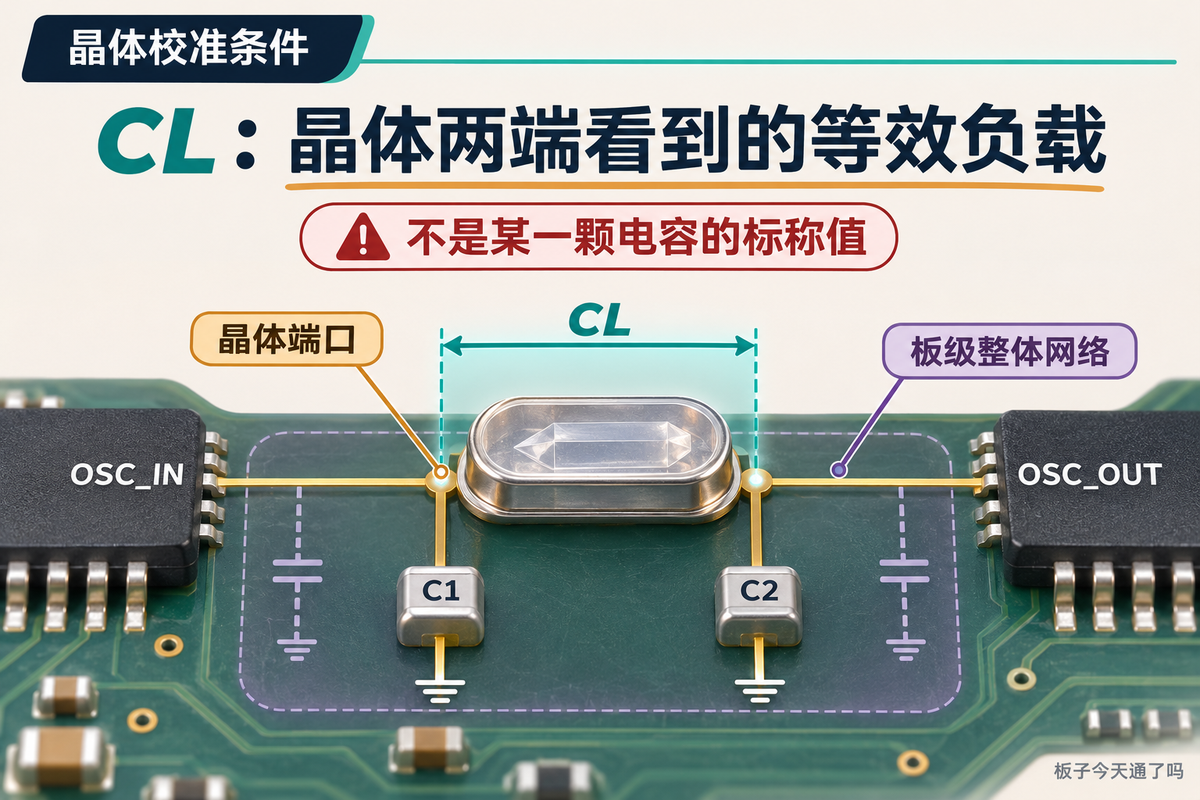 晶体校准条件
CL：晶体两端看到的等效负载
不是某一颗电容的标称值
CL
晶体端口
板级整体网络
OSC_IN
OSC_OUT
C1
C2
板子今天通了吗